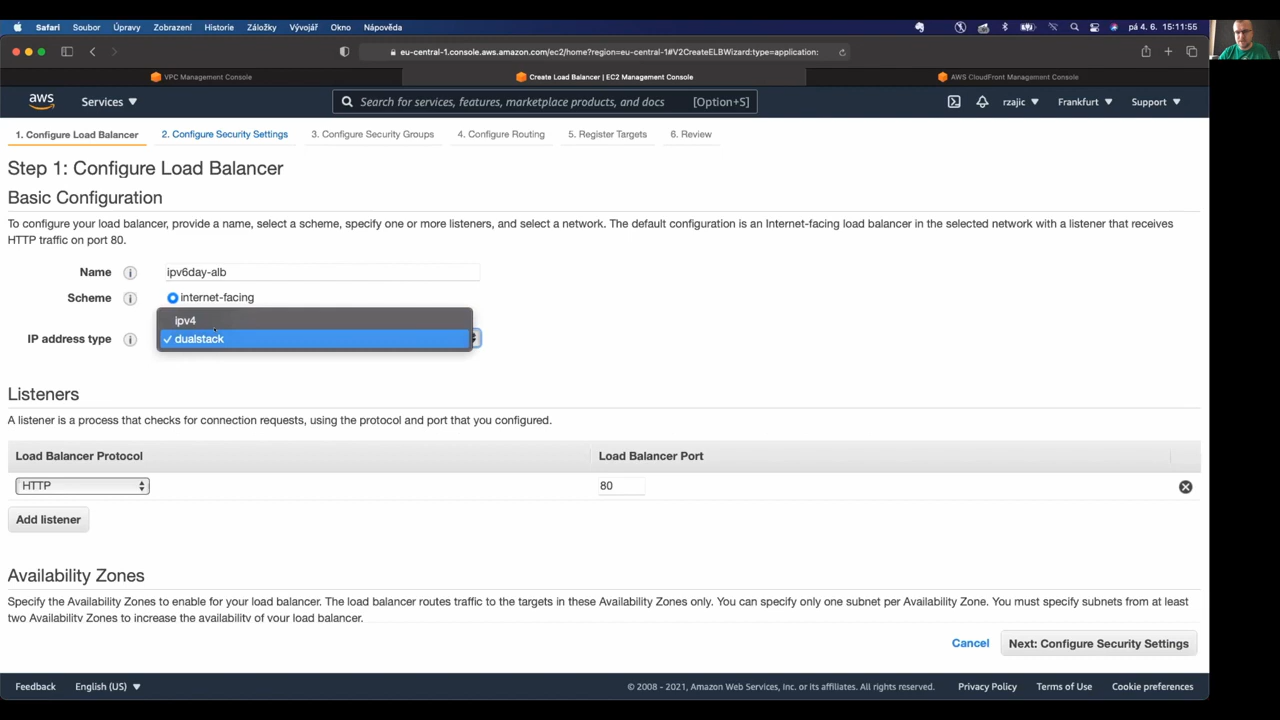 Safari Soubor Úpravy Zobrazení Historie Záložky Vývojář Okno Nápověda pá 4. 6. 15:11:55
eu-central-1.console.aws.amazon.com/ec2/home?region=eu-central-1#V2CreateELBWizard:type=application:
VPC Management Console Create Load Balancer | EC2 Management Console AWS CloudFront Management Console
aws Services Search for services, features, marketplace products, and docs [Option+S] rzajic Frankfurt Support
1. Configure Load Balancer 2. Configure Security Settings 3. Configure Security Groups 4. Configure Routing 5. Register Targets 6. Review
Step 1: Configure Load Balancer
Basic Configuration
To configure your load balancer, provide a name, select a scheme, specify one or more listeners, and select a network. The default configuration is an Internet-facing load balancer in the selected network with a listener that receives
HTTP traffic on port 80.
Name i ipv6day-alb
Scheme i internet-facing
ipv4
IP address type i ✓ dualstack
Listeners
A listener is a process that checks for connection requests, using the protocol and port that you configured.
Load Balancer Protocol Load Balancer Port
HTTP 80
Add listener
Availability Zones
Specify the Availability Zones to enable for your load balancer. The load balancer routes traffic to the targets in these Availability Zones only. You can specify only one subnet per Availability Zone. You must specify subnets from at least
two Availability Zones to increase the availability of your load balancer.
Cancel Next: Configure Security Settings
Feedback English (US) © 2008 - 2021, Amazon Web Services, Inc. or its affiliates. All rights reserved. Privacy Policy Terms of Use Cookie preferences